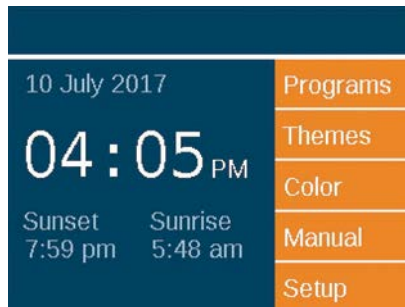 10 July 2017
04:05 PM
Sunset Sunrise
7:59 pm 5:48 am
Programs
Themes
Color
Manual
Setup